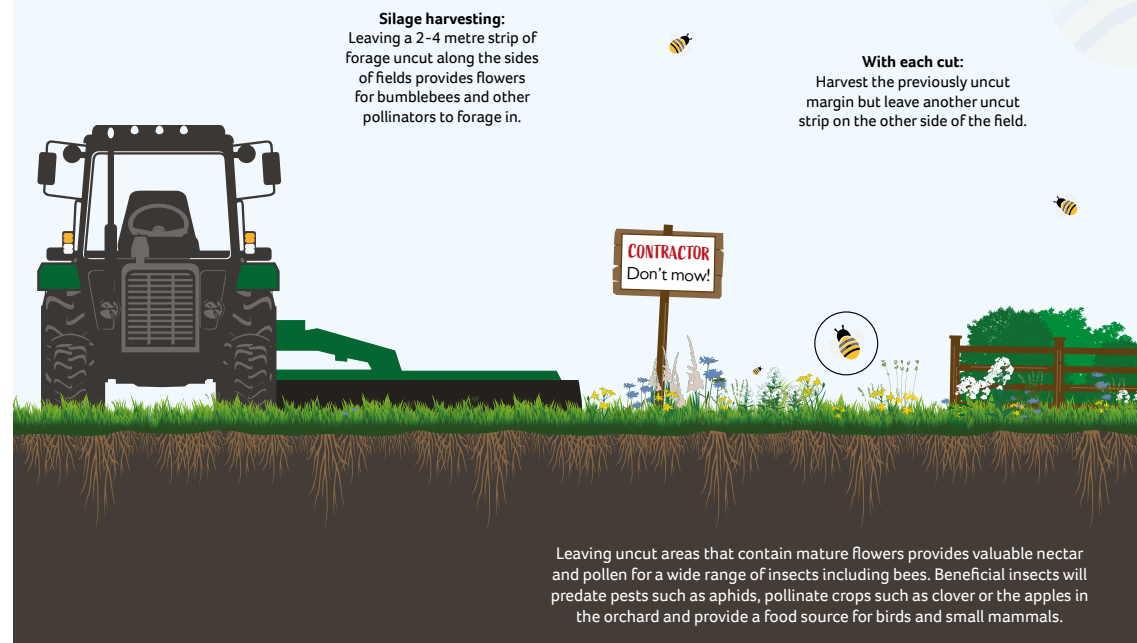 Silage harvesting:
Leaving a 2-4 metre strip of
forage uncut along the sides
of fields provides flowers
for bumblebees and other
pollinators to forage in.
With each cut:
Harvest the previously uncut
margin but leave another uncut
strip on the other side of the field.
CONTRACTOR
Don't mow!
Leaving uncut areas that contain mature flowers provides valuable nectar
and pollen for a wide range of insects including bees. Beneficial insects will
predate pests such as aphids, pollinate crops such as clover or the apples in
the orchard and provide a food source for birds and small mammals.